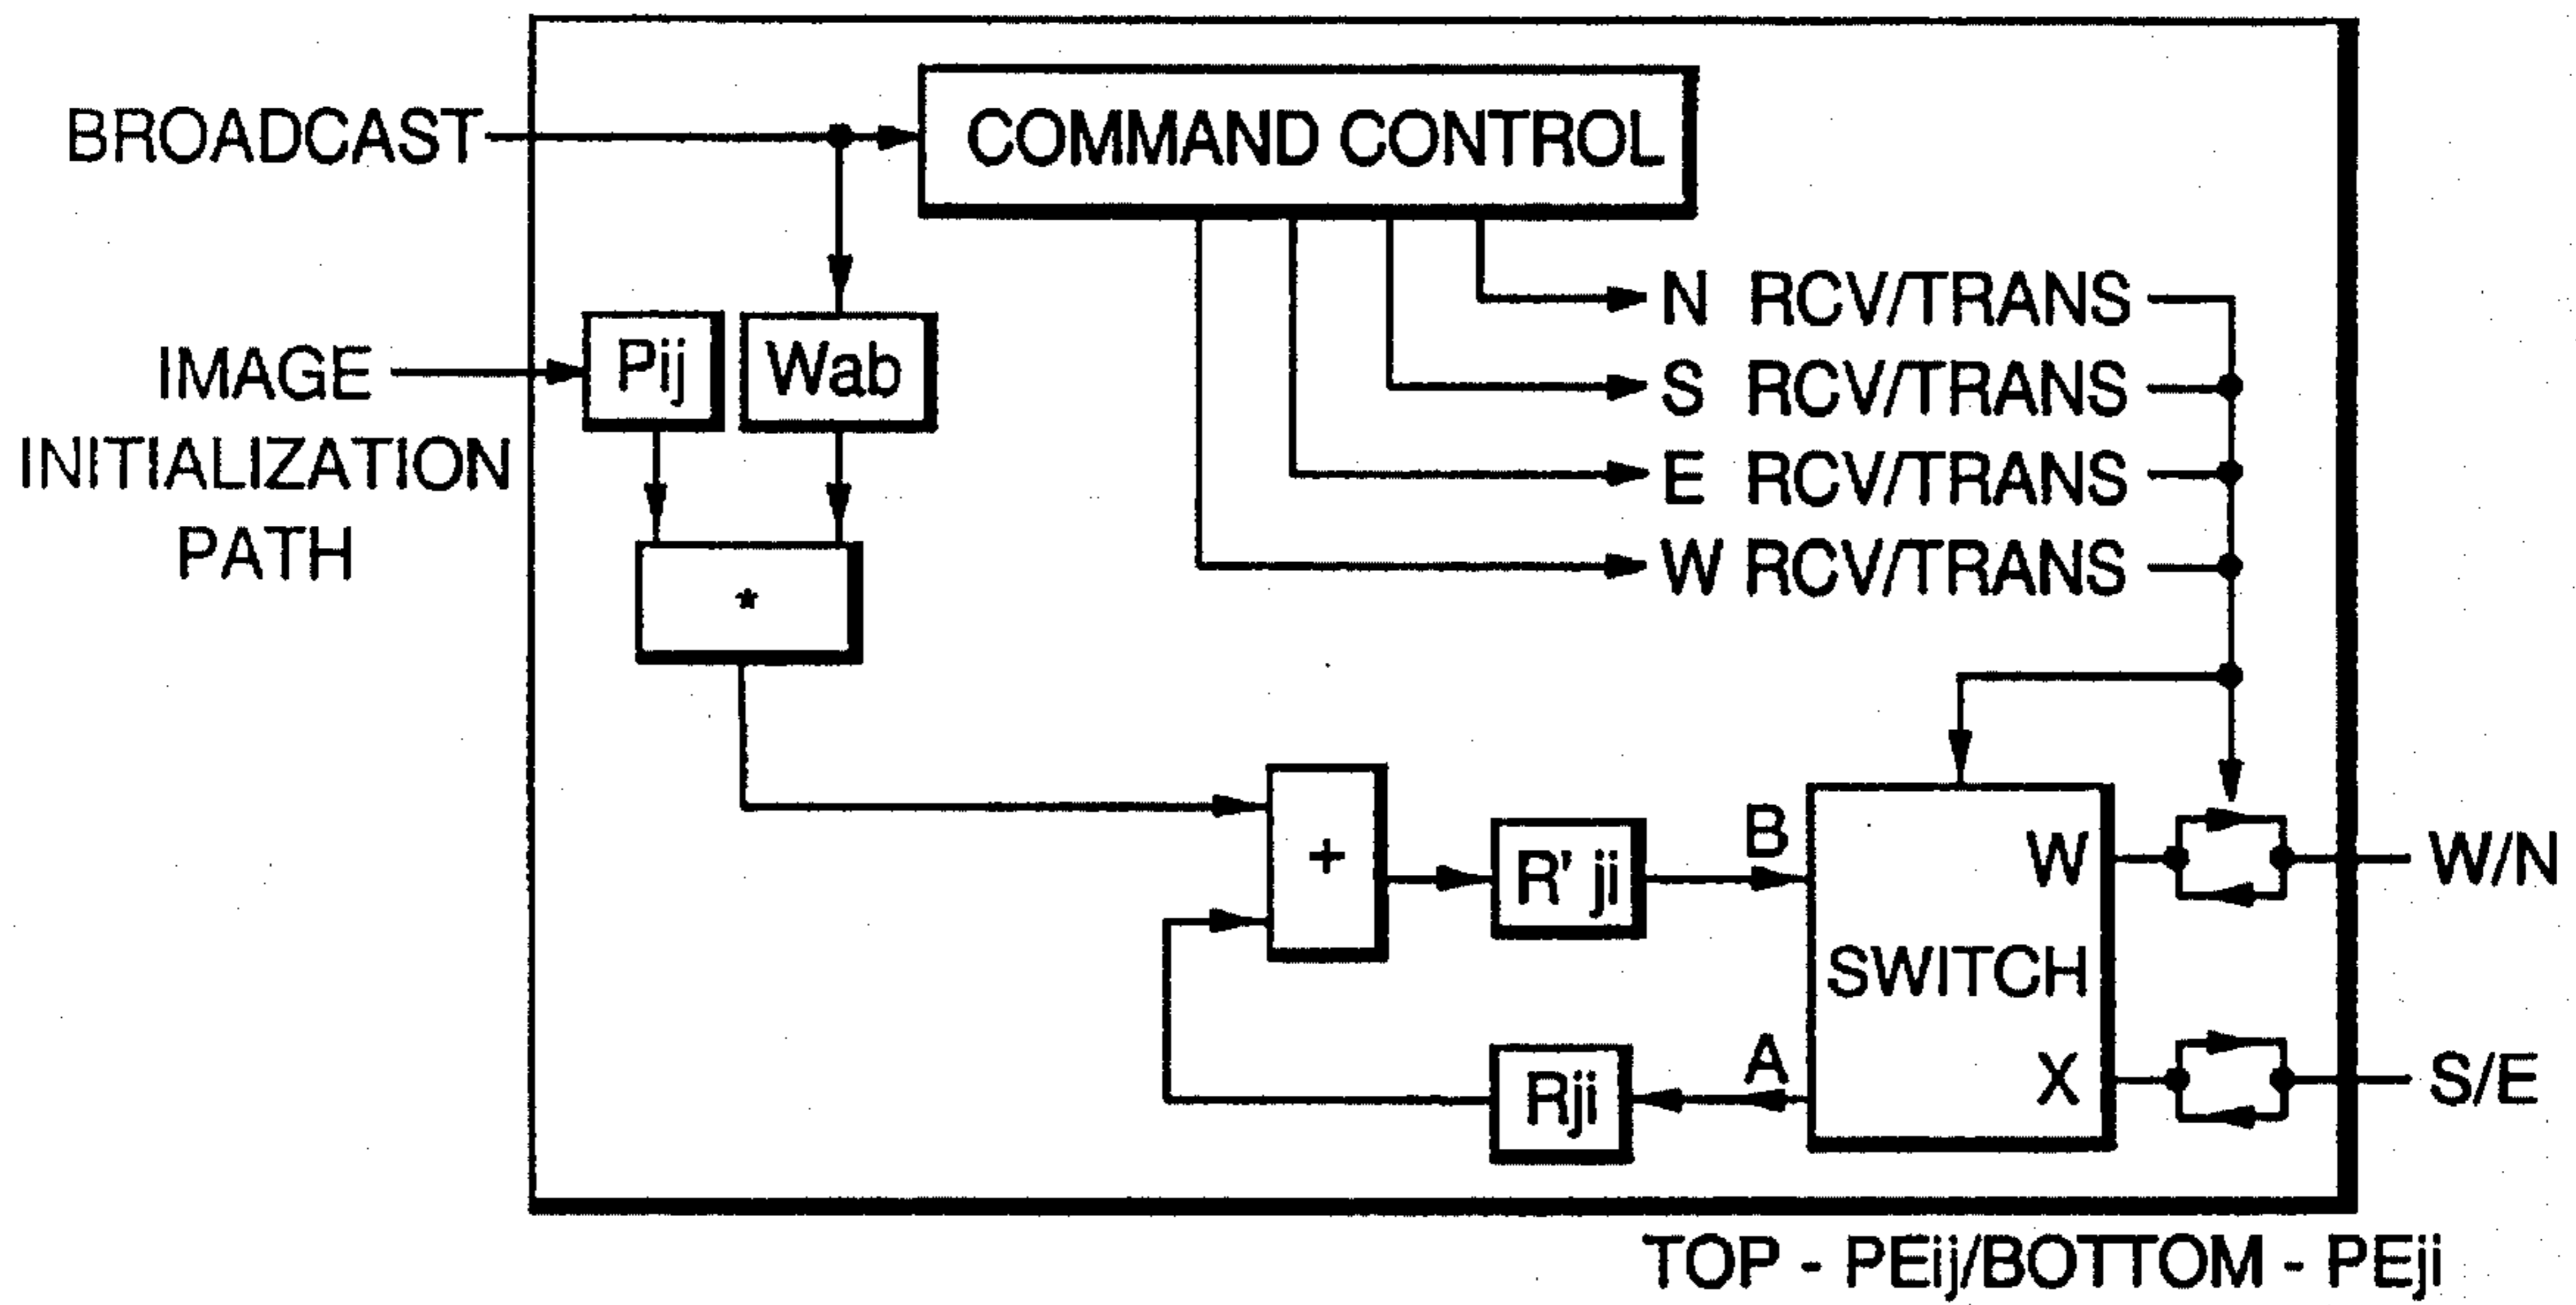 BROADCAST
COMMAND CONTROL
N RCV/TRANS
S RCV/TRANS
E RCV/TRANS
W RCV/TRANS
IMAGE
INITIALIZATION
PATH
Pij
Wab
*
+
R' ji
B
W
W/N
SWITCH
Rji
A
X
S/E
TOP - PEij/BOTTOM - PEji